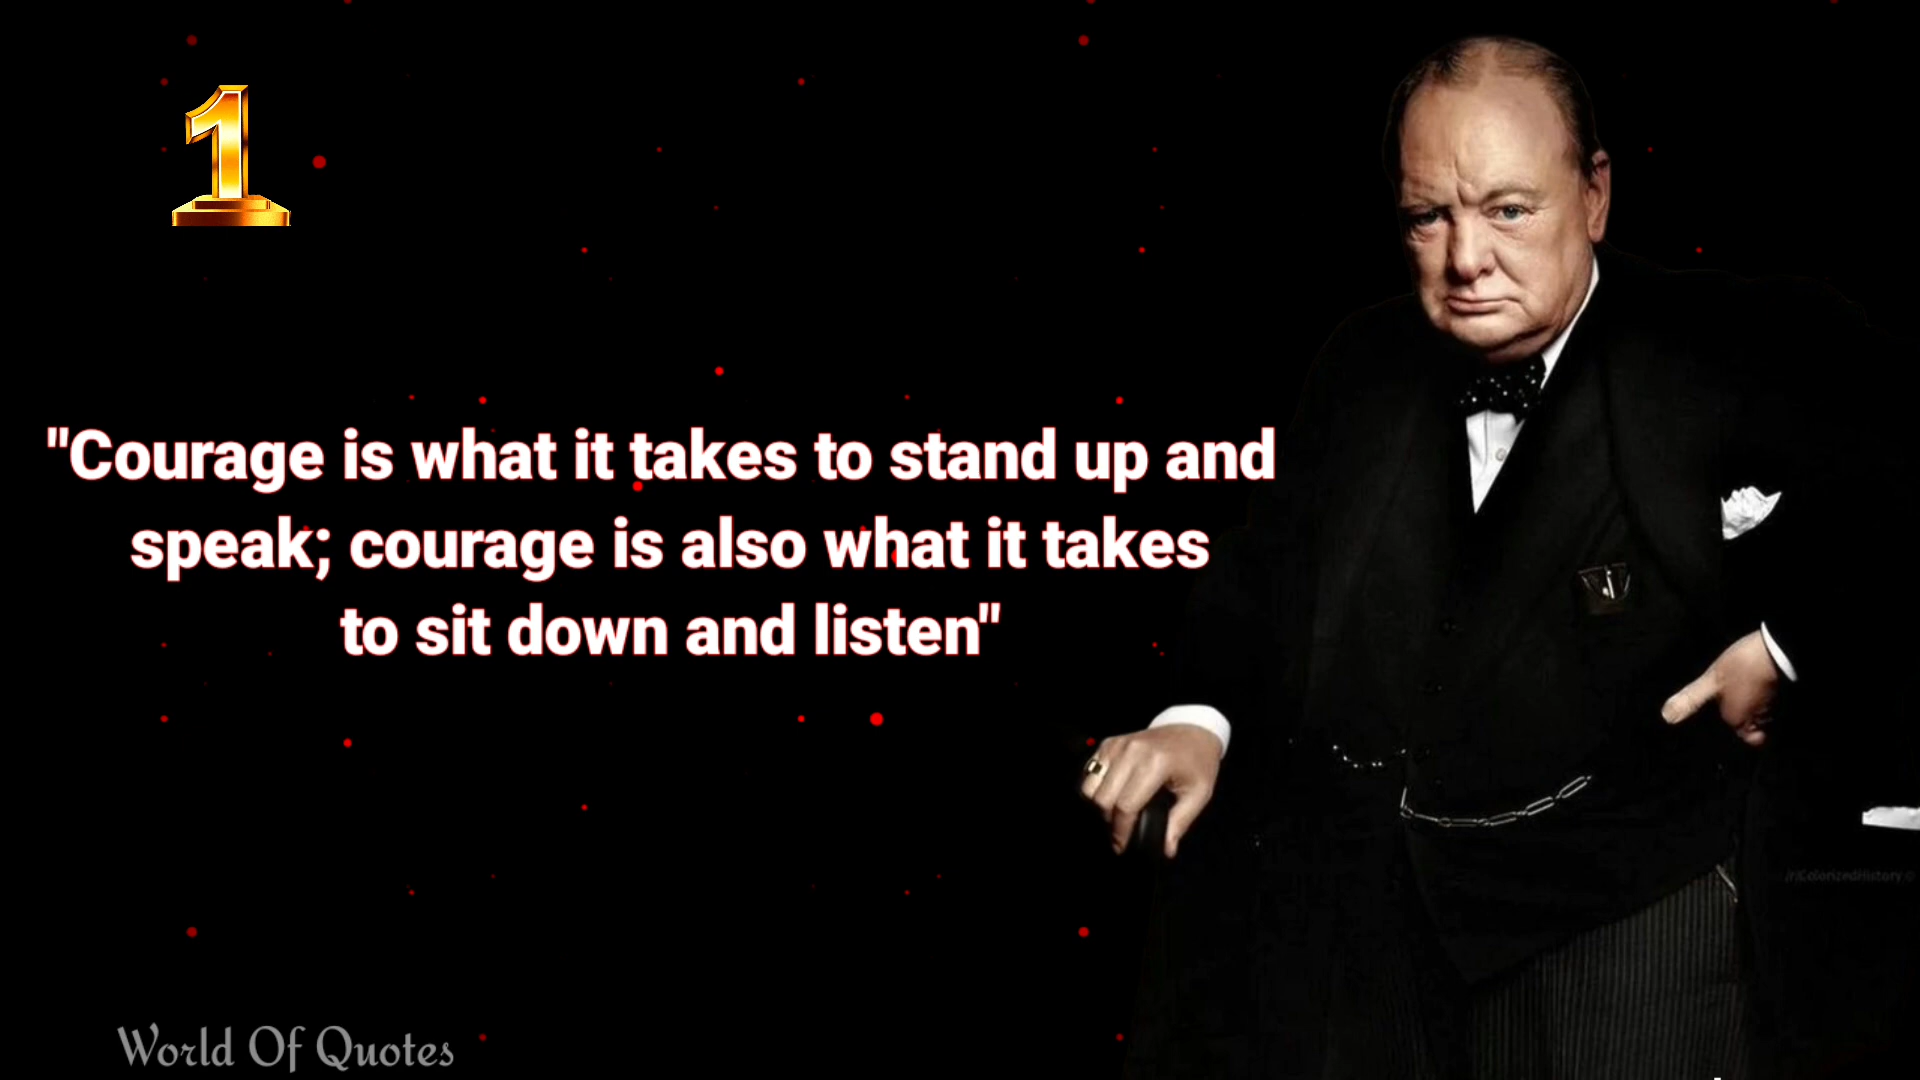 1
"Courage is what it takes to stand up and
speak; courage is also what it takes
to sit down and listen"
/r/ColorizedHistory ©
World Of Quotes